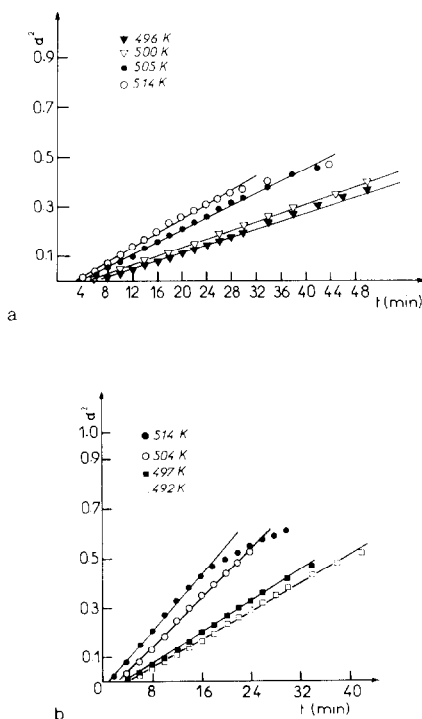 d²
0.9
0.7
0.5
0.3
0.1
▼ 496 K
▽ 500 K
● 505 K
○ 514 K
4 8 12 16 20 24 28 32 36 40 44 48
t (min)
a
d²
1.0
0.9
0.7
0.5
0.3
0.1
0
● 514 K
○ 504 K
■ 497 K
492 K
8 16 24 32 40
t (min)
b